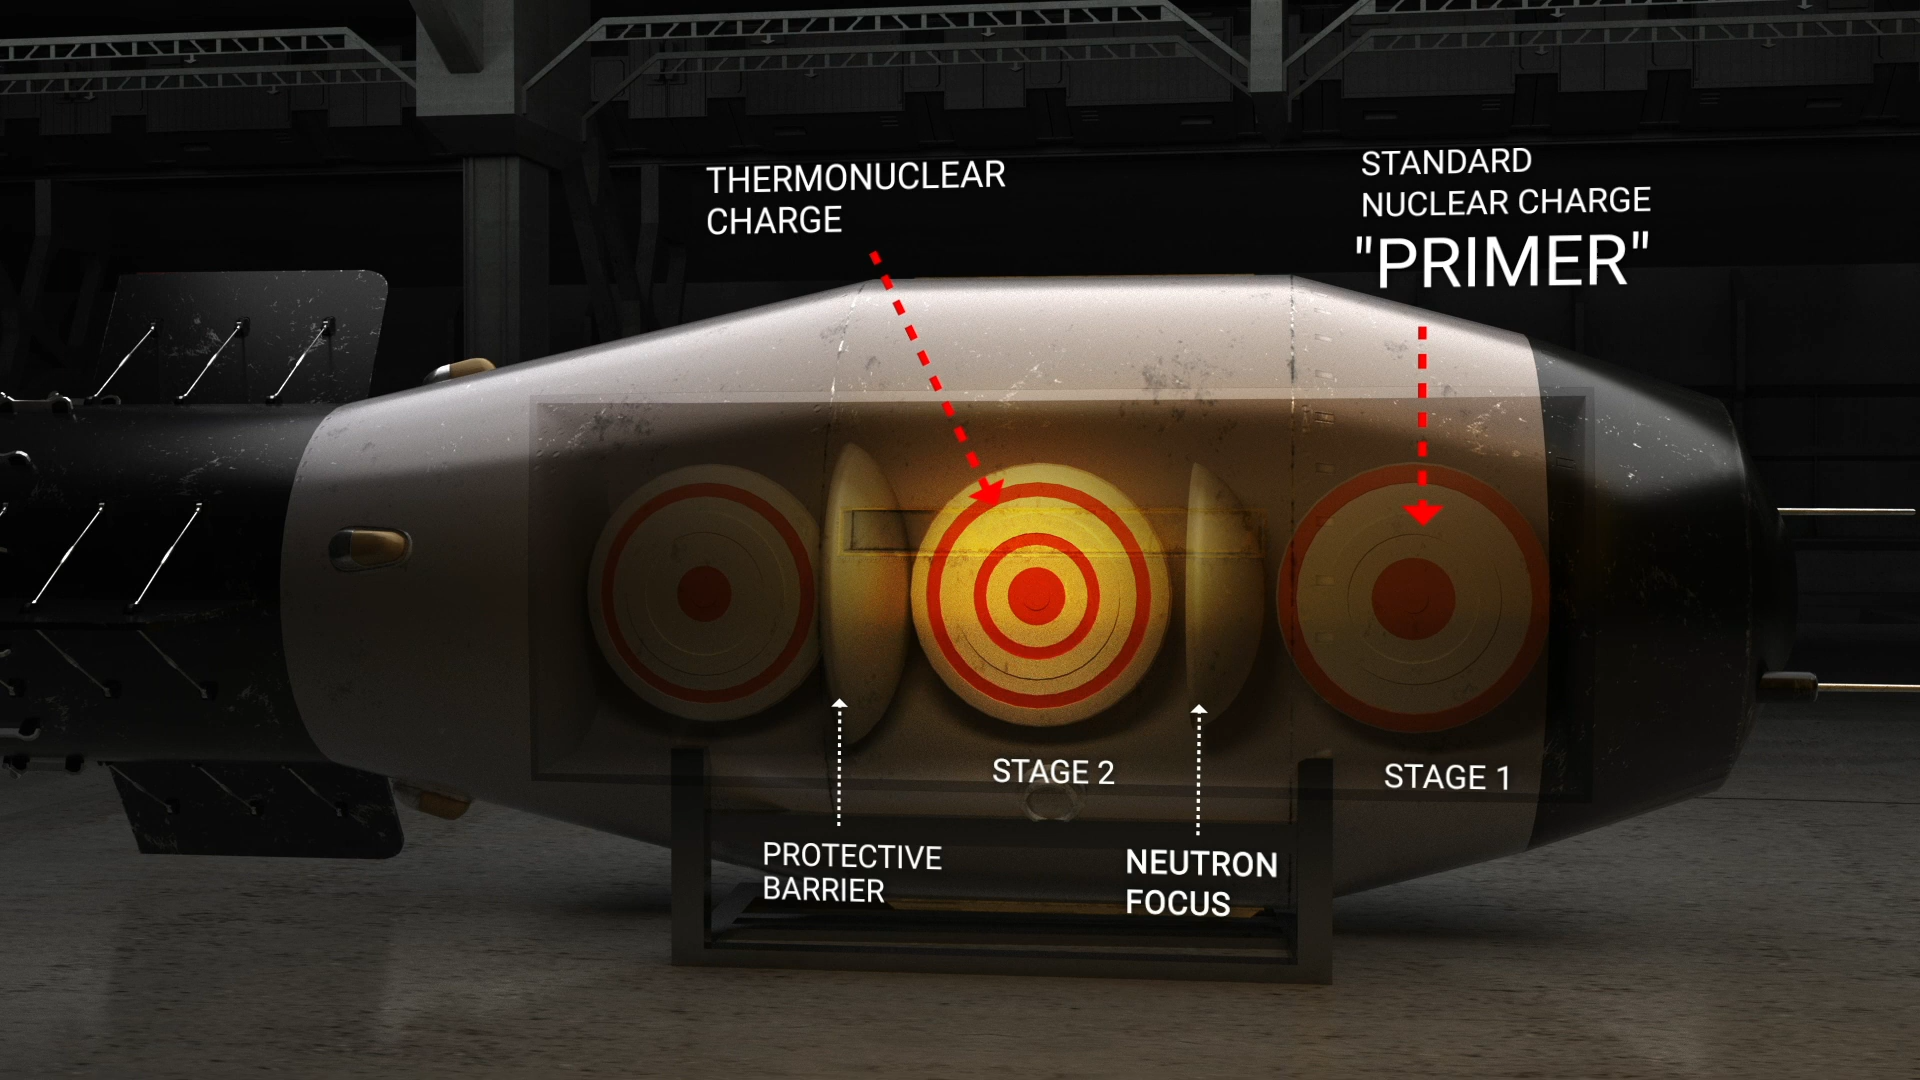 THERMONUCLEAR
CHARGE
STANDARD
NUCLEAR CHARGE
"PRIMER"
STAGE 2
STAGE 1
PROTECTIVE
BARRIER
NEUTRON
FOCUS